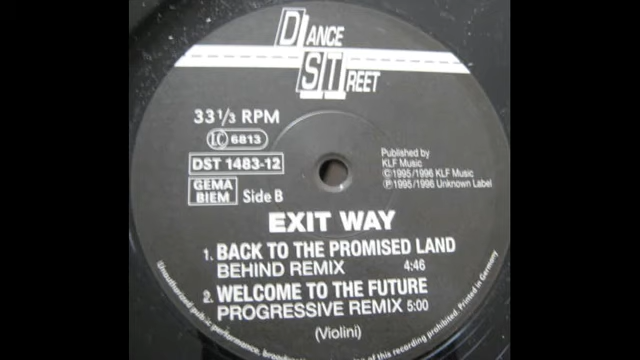 DANCE
STREET
33 1/3 RPM
LC 6813
DST 1483-12
GEMA
BIEM
Side B
Published by
KLF Music
©1995/1996 KLF Music
℗1995/1996 Unknown Label
EXIT WAY
1. BACK TO THE PROMISED LAND
BEHIND REMIX 4:46
2. WELCOME TO THE FUTURE
PROGRESSIVE REMIX 5:00
(Violini)
Unauthorized public performance, broadcasting of this recording prohibited. Printed in Germany